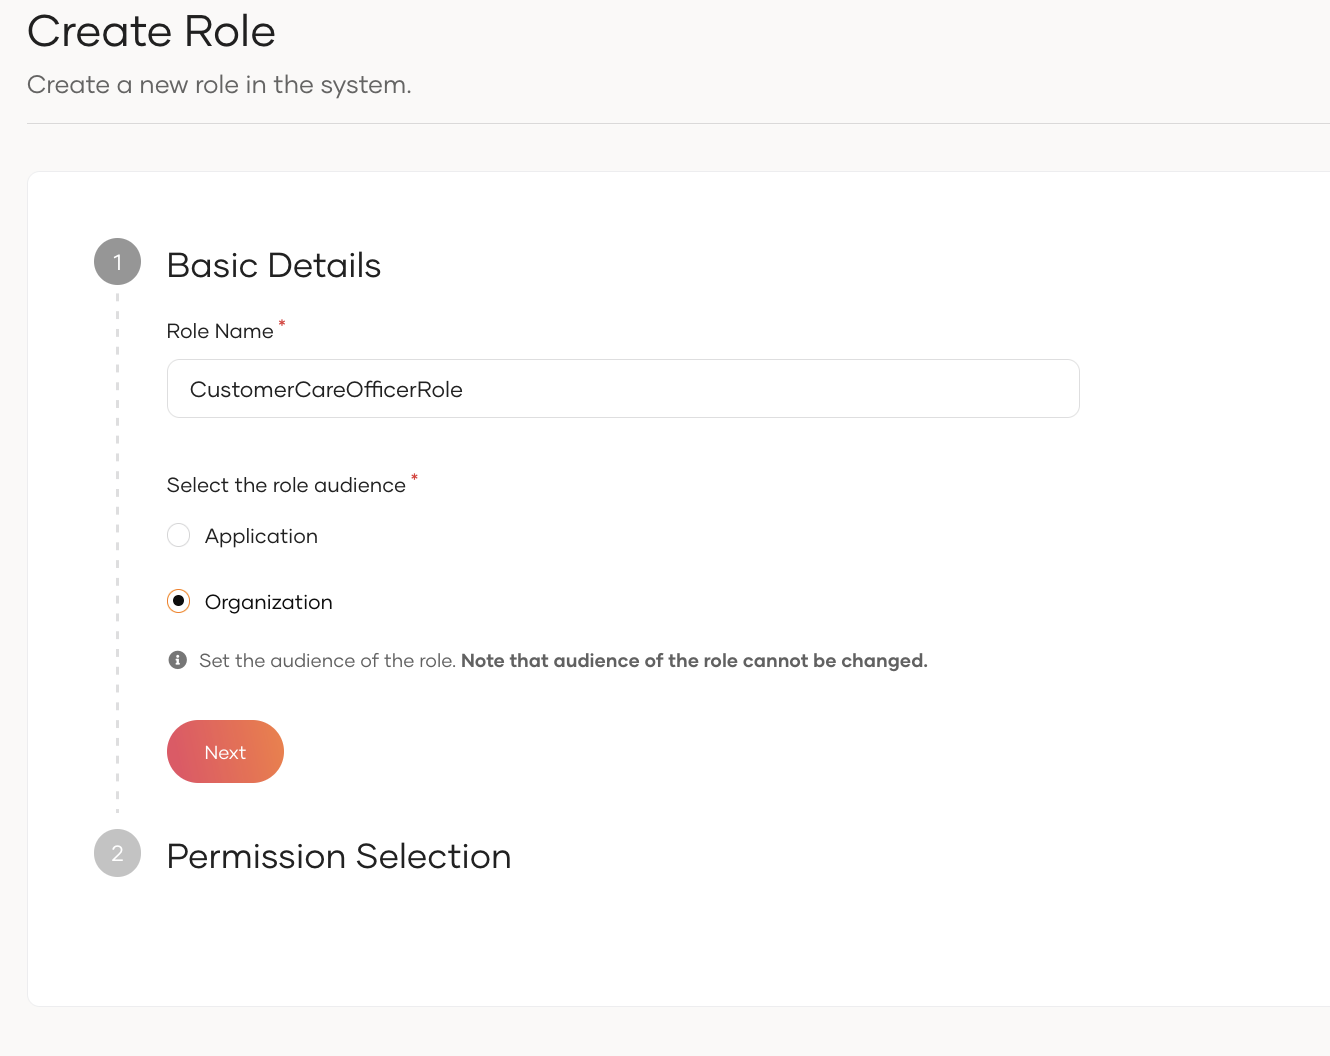 Create Role
Create a new role in the system.
1
Basic Details
Role Name *
CustomerCareOfficerRole
Select the role audience *
Application
Organization
Set the audience of the role. Note that audience of the role cannot be changed.
Next
2
Permission Selection